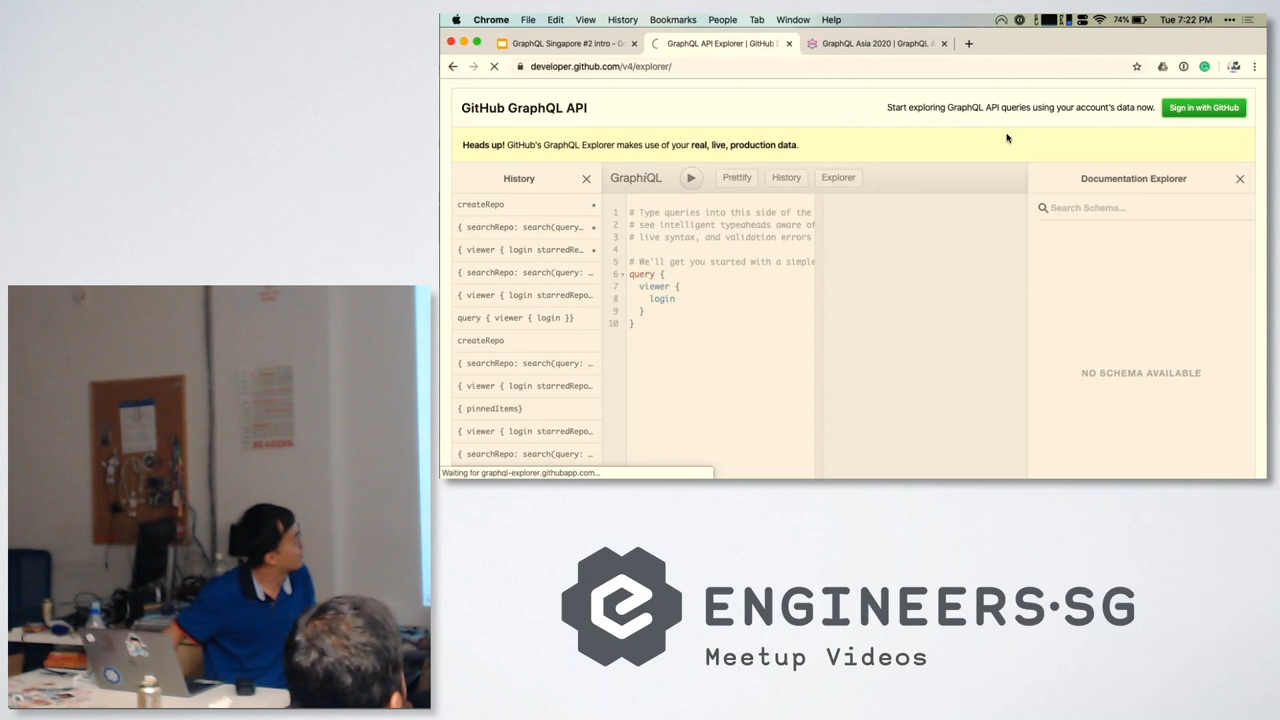 Chrome File Edit View History Bookmarks People Tab Window Help
74% Tue 7:22 PM
GraphQL Singapore #2 intro - Go
GraphQL API Explorer | GitHub D
GraphQL Asia 2020 | GraphQL A
developer.github.com/v4/explorer/
GitHub GraphQL API
Start exploring GraphQL API queries using your account's data now.
Sign in with GitHub
Heads up! GitHub's GraphQL Explorer makes use of your real, live, production data.
History
GraphiQL
Prettify
History
Explorer
Documentation Explorer
Search Schema...
NO SCHEMA AVAILABLE
createRepo
{ searchRepo: search(query…
{ viewer { login starredRe…
{ searchRepo: search(query: …
{ viewer { login starredRepo…
query { viewer { login }}
createRepo
{ searchRepo: search(query: …
{ viewer { login starredRepo…
{ pinnedItems}
{ viewer { login starredRepo…
{ searchRepo: search(query: …
1 # Type queries into this side of the
2 # see intelligent typeaheads aware of
3 # live syntax, and validation errors
4
5 # We'll get you started with a simple
6 query {
7 viewer {
8 login
9 }
10 }
Waiting for graphql-explorer.githubapp.com...
ENGINEERS·SG
Meetup Videos